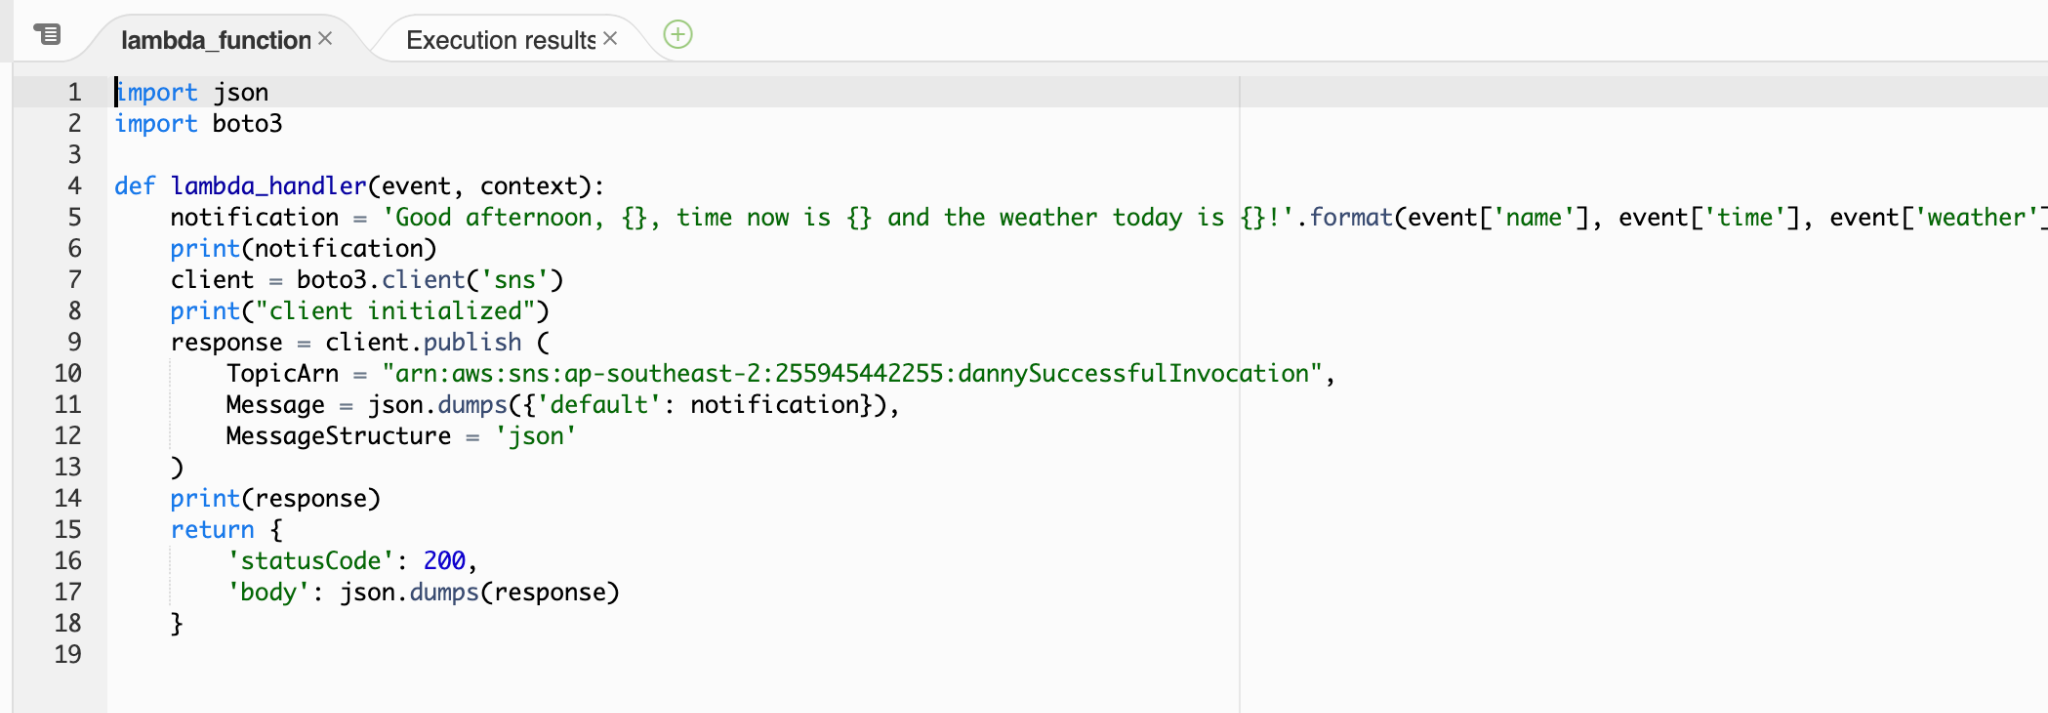 lambda_function × Execution results ×
1 import json
2 import boto3
3
4 def lambda_handler(event, context):
5     notification = 'Good afternoon, {}, time now is {} and the weather today is {}!'.format(event['name'], event['time'], event['weather']
6     print(notification)
7     client = boto3.client('sns')
8     print("client initialized")
9     response = client.publish (
10         TopicArn = "arn:aws:sns:ap-southeast-2:255945442255:dannySuccessfulInvocation",
11         Message = json.dumps({'default': notification}),
12         MessageStructure = 'json'
13     )
14     print(response)
15     return {
16         'statusCode': 200,
17         'body': json.dumps(response)
18     }
19